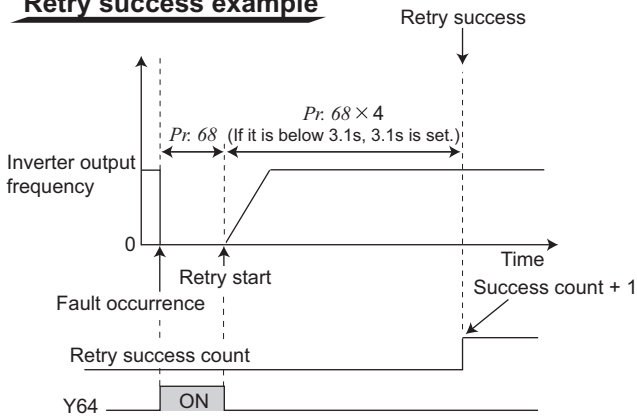 Retry success example
Retry success
Pr. 68 × 4
Pr. 68 (If it is below 3.1s, 3.1s is set.)
Inverter output
frequency
0
Time
Retry start
Success count + 1
Fault occurrence
Retry success count
Y64
ON